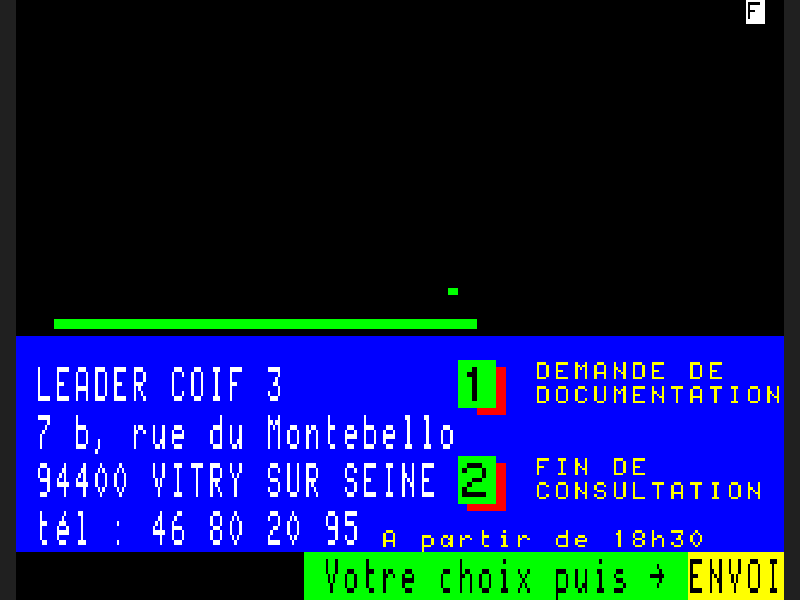 F
LEADER COIF 3
7 b, rue du Montebello
94400 VITRY SUR SEINE
tél : 46 80 20 95
1 DEMANDE DE
DOCUMENTATION
2 FIN DE
CONSULTATION
A partir de 18h30
Votre choix puis → ENVOI